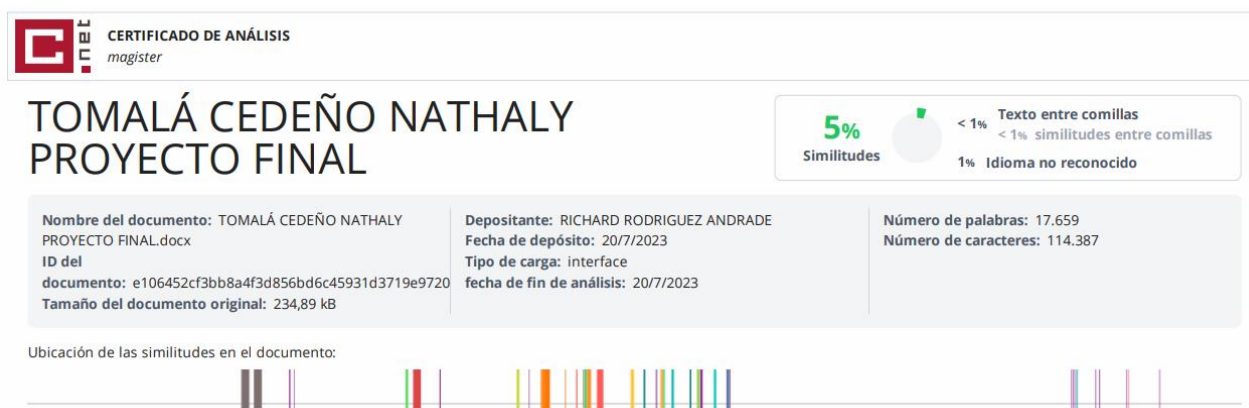 C .net
CERTIFICADO DE ANÁLISIS
magister
TOMALÁ CEDEÑO NATHALY
PROYECTO FINAL
5%
Similitudes
< 1% Texto entre comillas
< 1% similitudes entre comillas
1% Idioma no reconocido
Nombre del documento: TOMALÁ CEDEÑO NATHALY
PROYECTO FINAL.docx
ID del
documento: e106452cf3bb8a4f3d856bd6c45931d3719e9720
Tamaño del documento original: 234,89 kB
Depositante: RICHARD RODRIGUEZ ANDRADE
Fecha de depósito: 20/7/2023
Tipo de carga: interface
fecha de fin de análisis: 20/7/2023
Número de palabras: 17.659
Número de caracteres: 114.387
Ubicación de las similitudes en el documento: